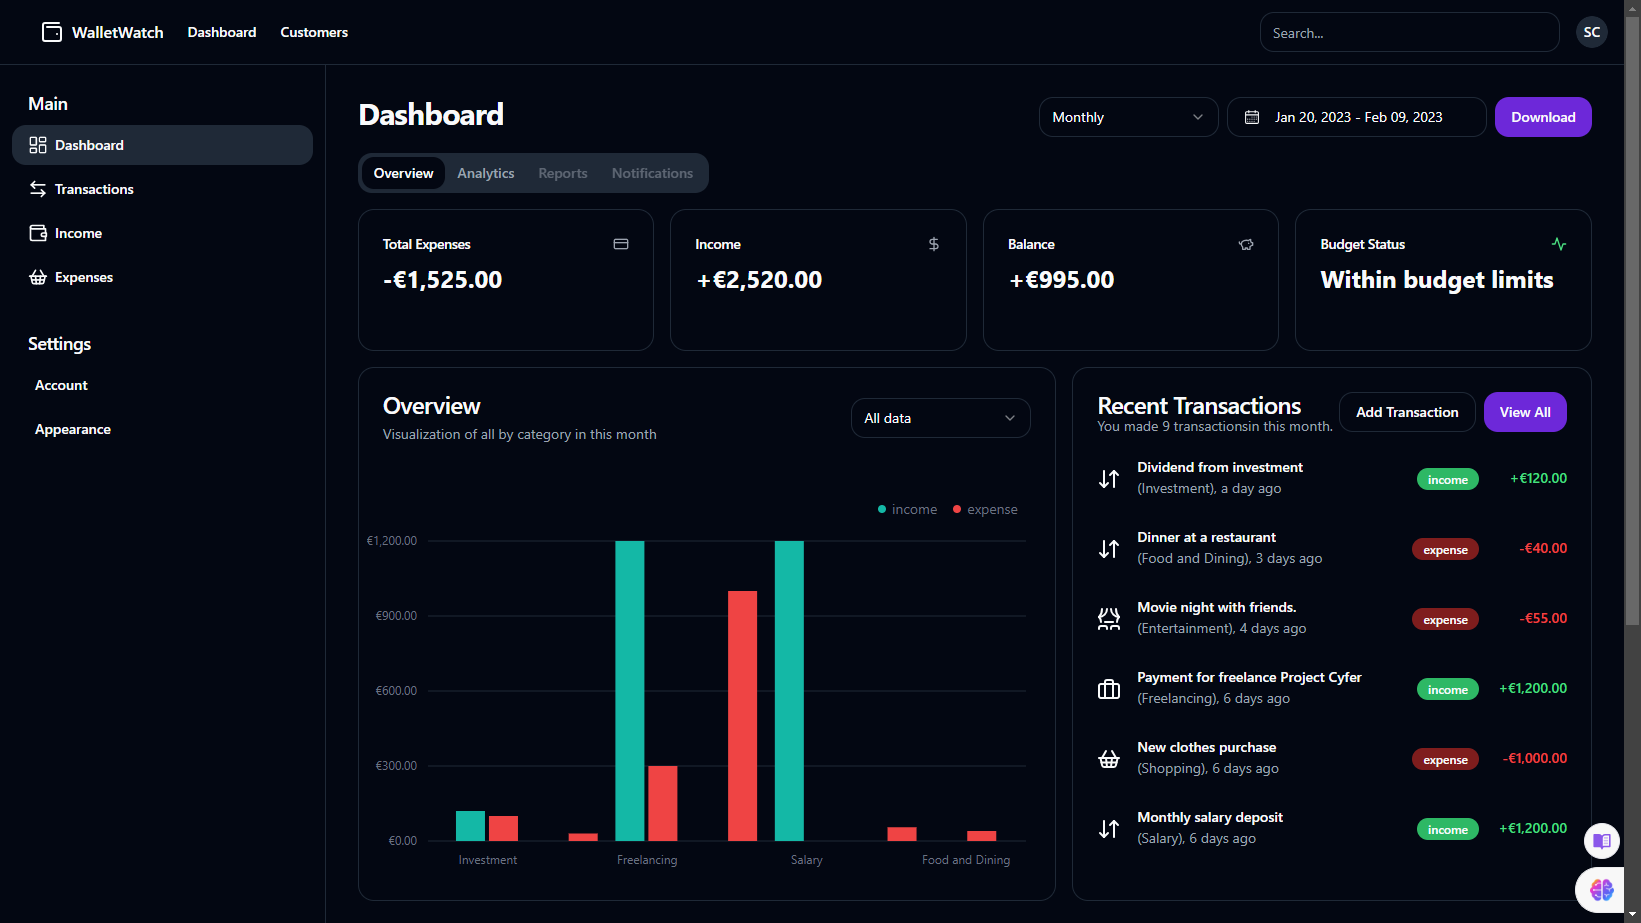 WalletWatch
Dashboard
Customers
Search...
SC
Main
Dashboard
Transactions
Income
Expenses
Settings
Account
Appearance
Dashboard
Monthly
Jan 20, 2023 - Feb 09, 2023
Download
Overview
Analytics
Reports
Notifications
Total Expenses
-€1,525.00
Income
+€2,520.00
Balance
+€995.00
Budget Status
Within budget limits
Overview
Visualization of all by category in this month
All data
income
expense
€1,200.00
€900.00
€600.00
€300.00
€0.00
Investment
Freelancing
Salary
Food and Dining
Recent Transactions
You made 9 transactionsin this month.
Add Transaction
View All
Dividend from investment
(Investment), a day ago
income
+€120.00
Dinner at a restaurant
(Food and Dining), 3 days ago
expense
-€40.00
Movie night with friends.
(Entertainment), 4 days ago
expense
-€55.00
Payment for freelance Project Cyfer
(Freelancing), 6 days ago
income
+€1,200.00
New clothes purchase
(Shopping), 6 days ago
expense
-€1,000.00
Monthly salary deposit
(Salary), 6 days ago
income
+€1,200.00